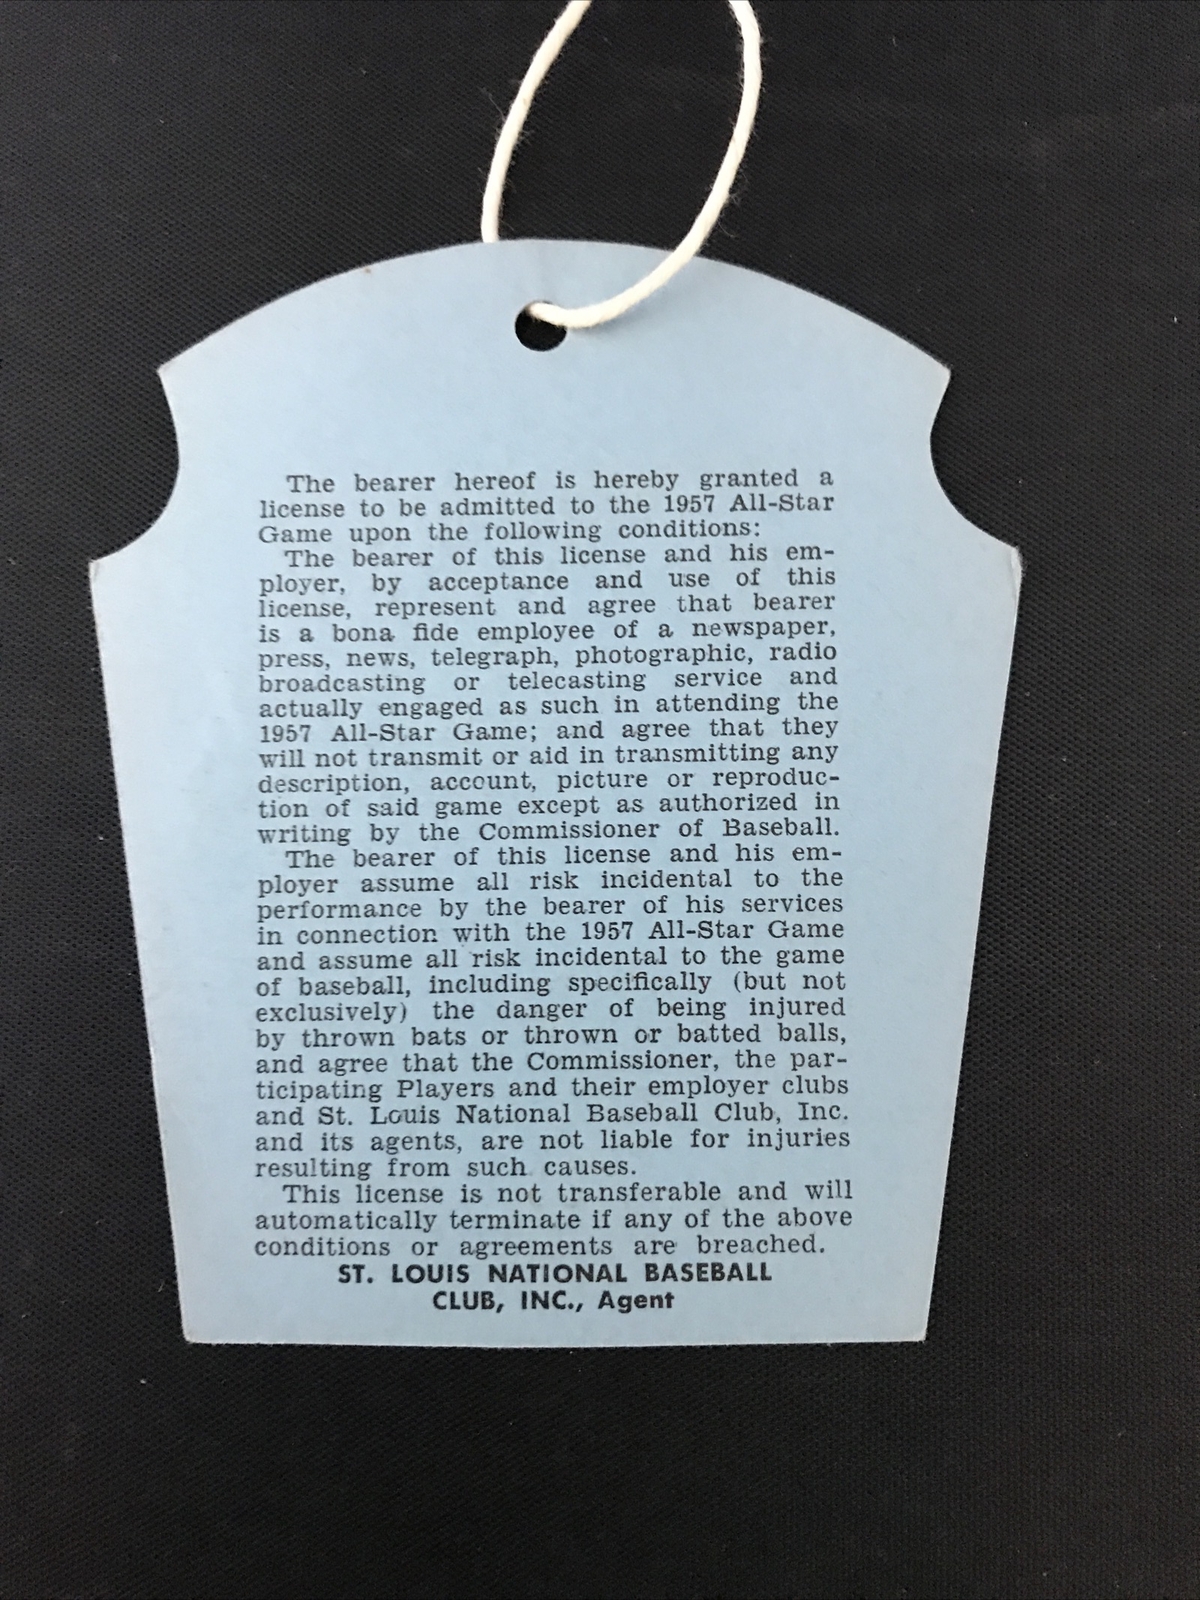 The bearer hereof is hereby granted a
license to be admitted to the 1957 All-Star
Game upon the following conditions:
The bearer of this license and his em-
ployer, by acceptance and use of this
license, represent and agree that bearer
is a bona fide employee of a newspaper,
press, news, telegraph, photographic, radio
broadcasting or telecasting service and
actually engaged as such in attending the
1957 All-Star Game; and agree that they
will not transmit or aid in transmitting any
description, account, picture or reproduc-
tion of said game except as authorized in
writing by the Commissioner of Baseball.
The bearer of this license and his em-
ployer assume all risk incidental to the
performance by the bearer of his services
in connection with the 1957 All-Star Game
and assume all risk incidental to the game
of baseball, including specifically (but not
exclusively) the danger of being injured
by thrown bats or thrown or batted balls,
and agree that the Commissioner, the par-
ticipating Players and their employer clubs
and St. Louis National Baseball Club, Inc.
and its agents, are not liable for injuries
resulting from such causes.
This license is not transferable and will
automatically terminate if any of the above
conditions or agreements are breached.
ST. LOUIS NATIONAL BASEBALL
CLUB, INC., Agent